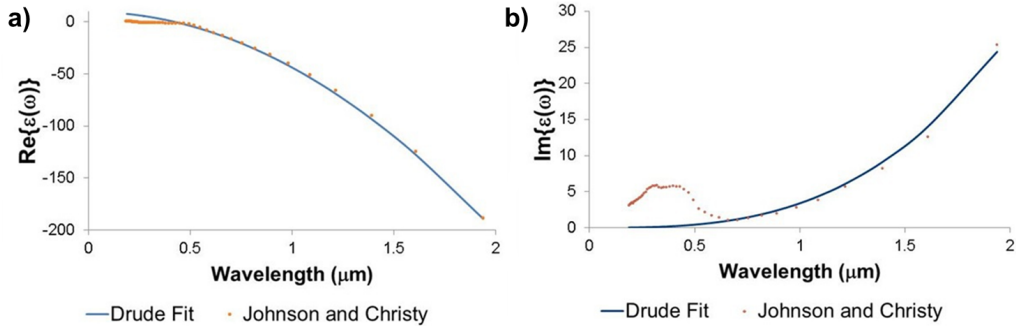 a)
Re{ε(ω)}
0
-50
-100
-150
-200
0
0.5
1
1.5
2
Wavelength (μm)
Drude Fit
Johnson and Christy
b)
Im{ε(ω)}
30
25
20
15
10
5
0
0
0.5
1
1.5
2
Wavelength (μm)
Drude Fit
Johnson and Christy